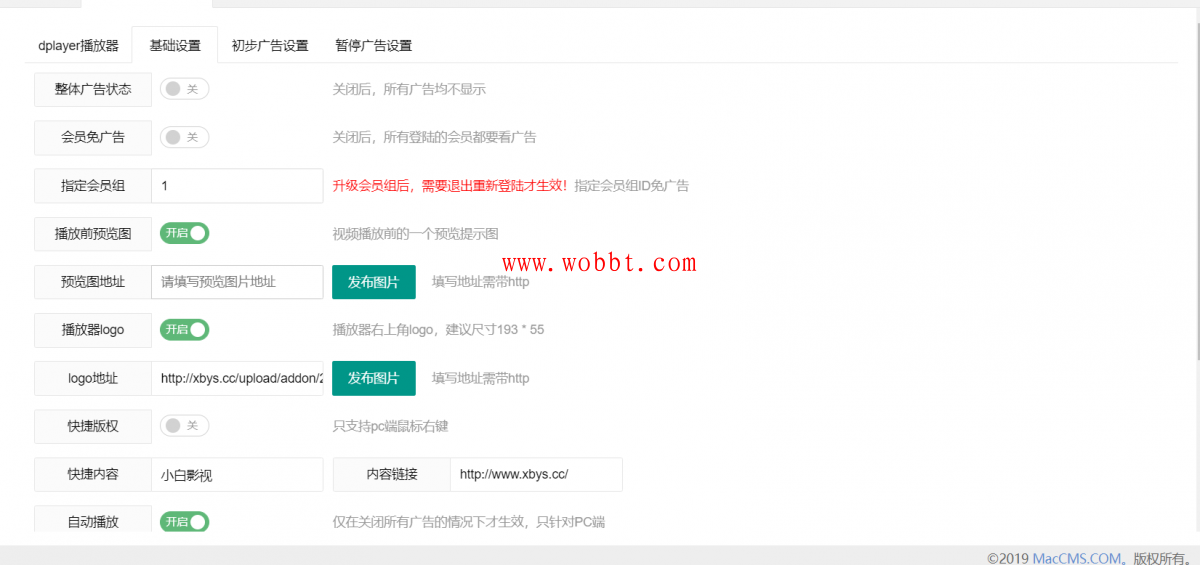 dplayer播放器 基础设置 初步广告设置 暂停广告设置
整体广告状态 关 关闭后，所有广告均不显示
会员免广告 关 关闭后，所有登陆的会员都要看广告
指定会员组 1 升级会员组后，需要退出重新登陆才生效！指定会员组ID免广告
播放前预览图 开启 视频播放前的一个预览提示图
www.wobbt.com
预览图地址 请填写预览图片地址 发布图片 填写地址需带http
播放器logo 开启 播放器右上角logo，建议尺寸193 * 55
logo地址 http://xbys.cc/upload/addon/2 发布图片 填写地址需带http
快捷版权 关 只支持pc端鼠标右键
快捷内容 小白影视 内容链接 http://www.xbys.cc/
自动播放 开启 仅在关闭所有广告的情况下才生效，只针对PC端
©2019 MacCMS.COM。版权所有。